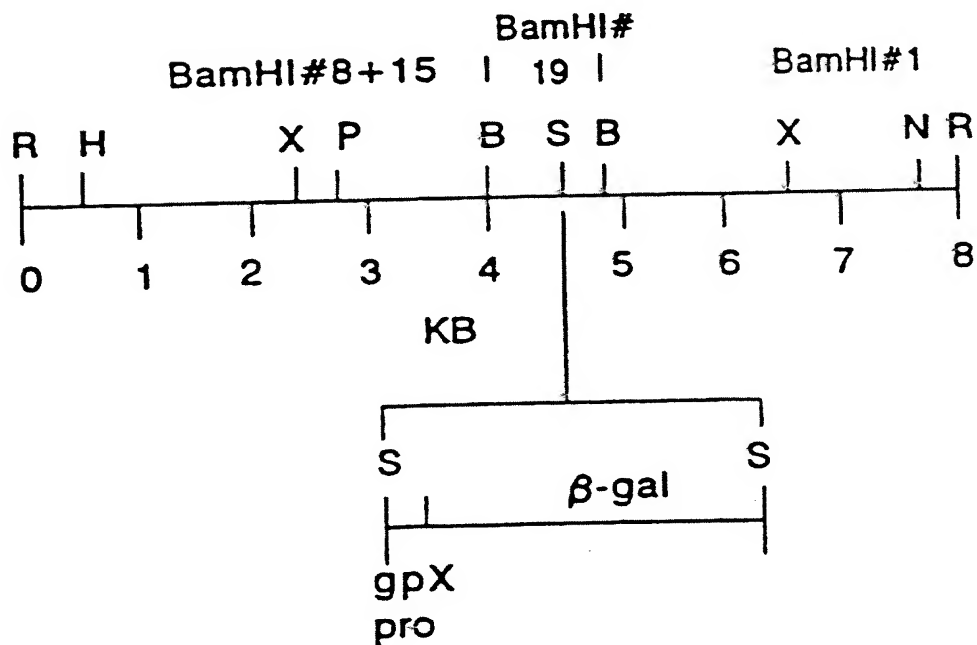 BamHI#
BamHI#8+15 | 19 | BamHI#1
R H X P B S B X N R
0 1 2 3 4 5 6 7 8
KB
S S
β-gal
gpX
pro